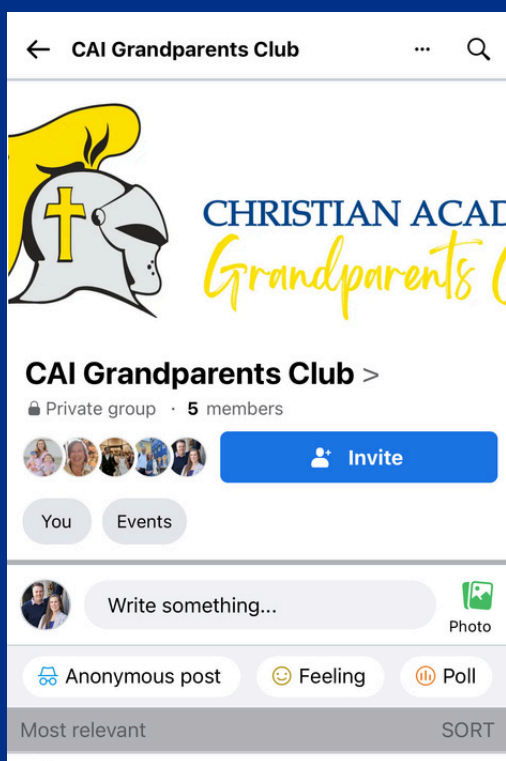 CAI Grandparents Club
CHRISTIAN ACAD
Grandparents
CAI Grandparents Club >
Private group · 5 members
Invite
You Events
Write something...
Photo
Anonymous post Feeling Poll
Most relevant SORT